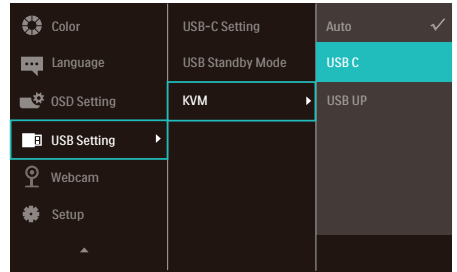 Color
Language
OSD Setting
USB Setting
Webcam
Setup
USB-C Setting
USB Standby Mode
KVM
Auto
USB C
USB UP